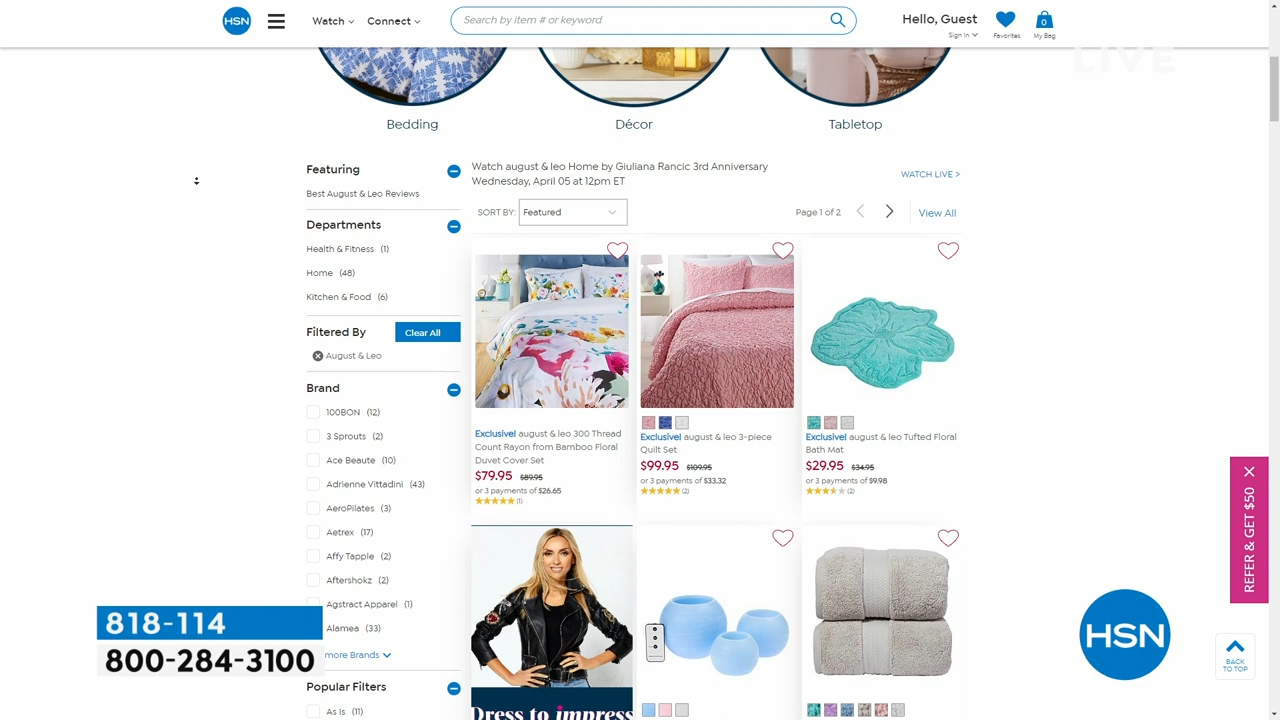 HSN
Watch
Connect
Search by item # or keyword
Hello, Guest
Sign In
Favorites
0
My Bag
LIVE
Bedding
Décor
Tabletop
Featuring
Best August & Leo Reviews
Departments
Health & Fitness (1)
Home (48)
Kitchen & Food (6)
Filtered By
Clear All
August & Leo
Brand
100BON (12)
3 Sprouts (2)
Ace Beaute (10)
Adrienne Vittadini (43)
AeroPilates (3)
Aetrex (17)
Affy Tapple (2)
Aftershokz (2)
Agstract Apparel (1)
Alamea (33)
more Brands
Popular Filters
As Is (11)
Watch august & leo Home by Giuliana Rancic 3rd Anniversary
Wednesday, April 05 at 12pm ET
WATCH LIVE >
SORT BY: Featured
Page 1 of 2
View All
Exclusive! august & leo 300 Thread
Count Rayon from Bamboo Floral
Duvet Cover Set
$79.95 $89.95
or 3 payments of $26.65
(1)
Exclusive! august & leo 3-piece
Quilt Set
$99.95 $109.95
or 3 payments of $33.32
(2)
Exclusive! august & leo Tufted Floral
Bath Mat
$29.95 $34.95
or 3 payments of $9.98
(2)
Dress to impress
REFER & GET $50
818-114
800-284-3100
HSN
BACK
TO TOP